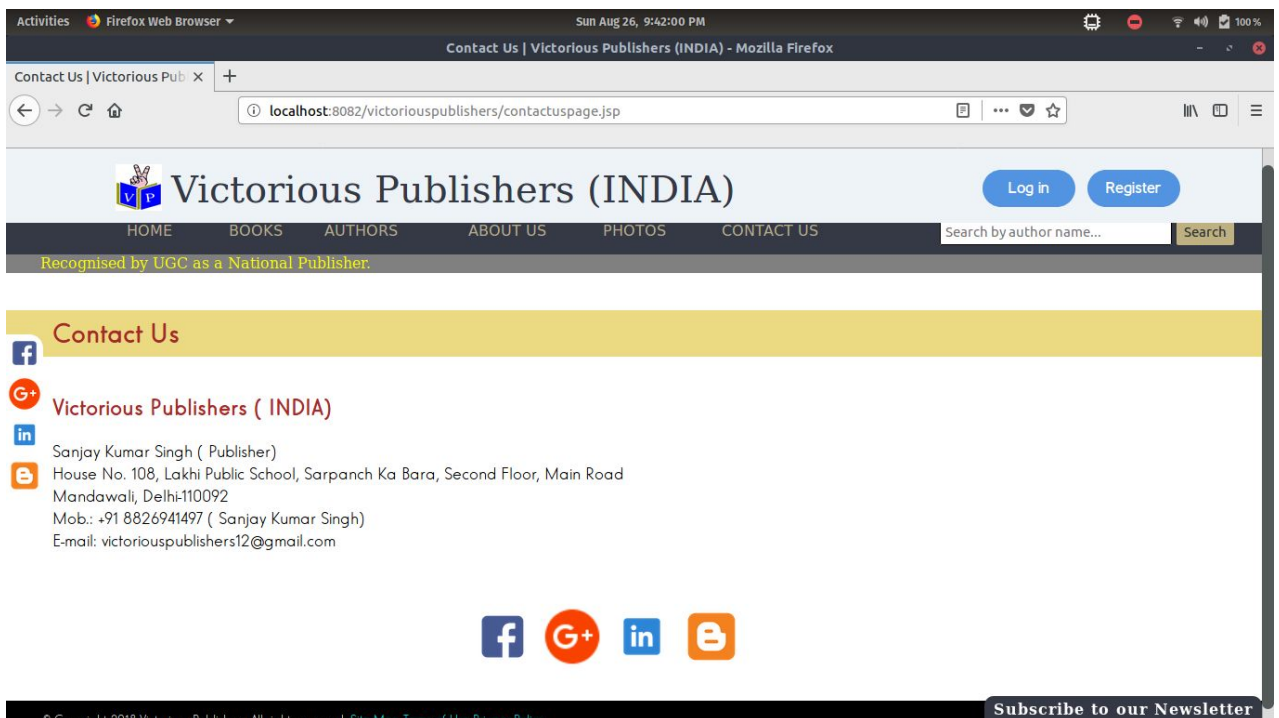 Activities Firefox Web Browser Sun Aug 26, 9:42:00 PM 100 %
Contact Us | Victorious Publishers (INDIA) - Mozilla Firefox
Contact Us | Victorious Pub
localhost:8082/victoriouspublishers/contactuspage.jsp
VP Victorious Publishers (INDIA) Log in Register
HOME BOOKS AUTHORS ABOUT US PHOTOS CONTACT US Search by author name... Search
Recognised by UGC as a National Publisher.
Contact Us
Victorious Publishers ( INDIA)
Sanjay Kumar Singh ( Publisher)
House No. 108, Lakhi Public School, Sarpanch Ka Bara, Second Floor, Main Road
Mandawali, Delhi-110092
Mob.: +91 8826941497 ( Sanjay Kumar Singh)
E-mail: victoriouspublishers12@gmail.com
Subscribe to our Newsletter